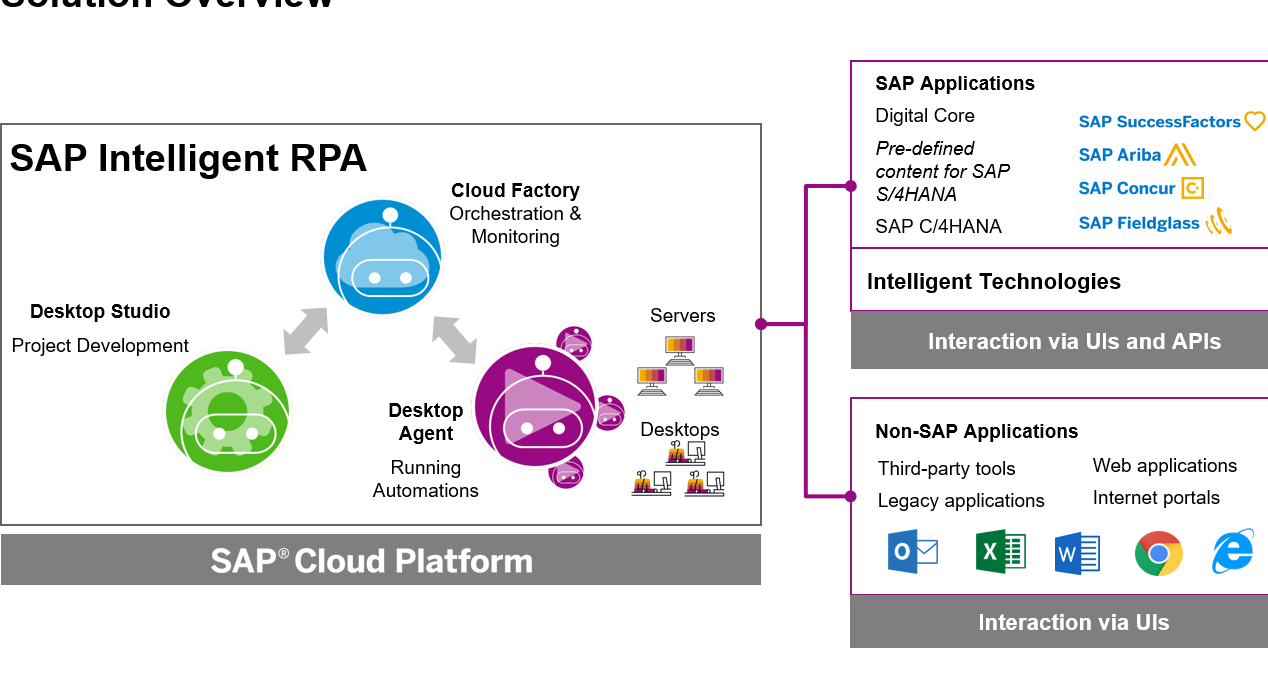 Solution Overview
SAP Intelligent RPA
Cloud Factory
Orchestration &
Monitoring
Desktop Studio
Project Development
Desktop
Agent
Running
Automations
Servers
Desktops
SAP® Cloud Platform
SAP Applications
Digital Core
Pre-defined
content for SAP
S/4HANA
SAP C/4HANA
SAP SuccessFactors
SAP Ariba
SAP Concur
C
SAP Fieldglass
Intelligent Technologies
Interaction via UIs and APIs
Non-SAP Applications
Third-party tools
Legacy applications
Web applications
Internet portals
O
X
W
Interaction via UIs